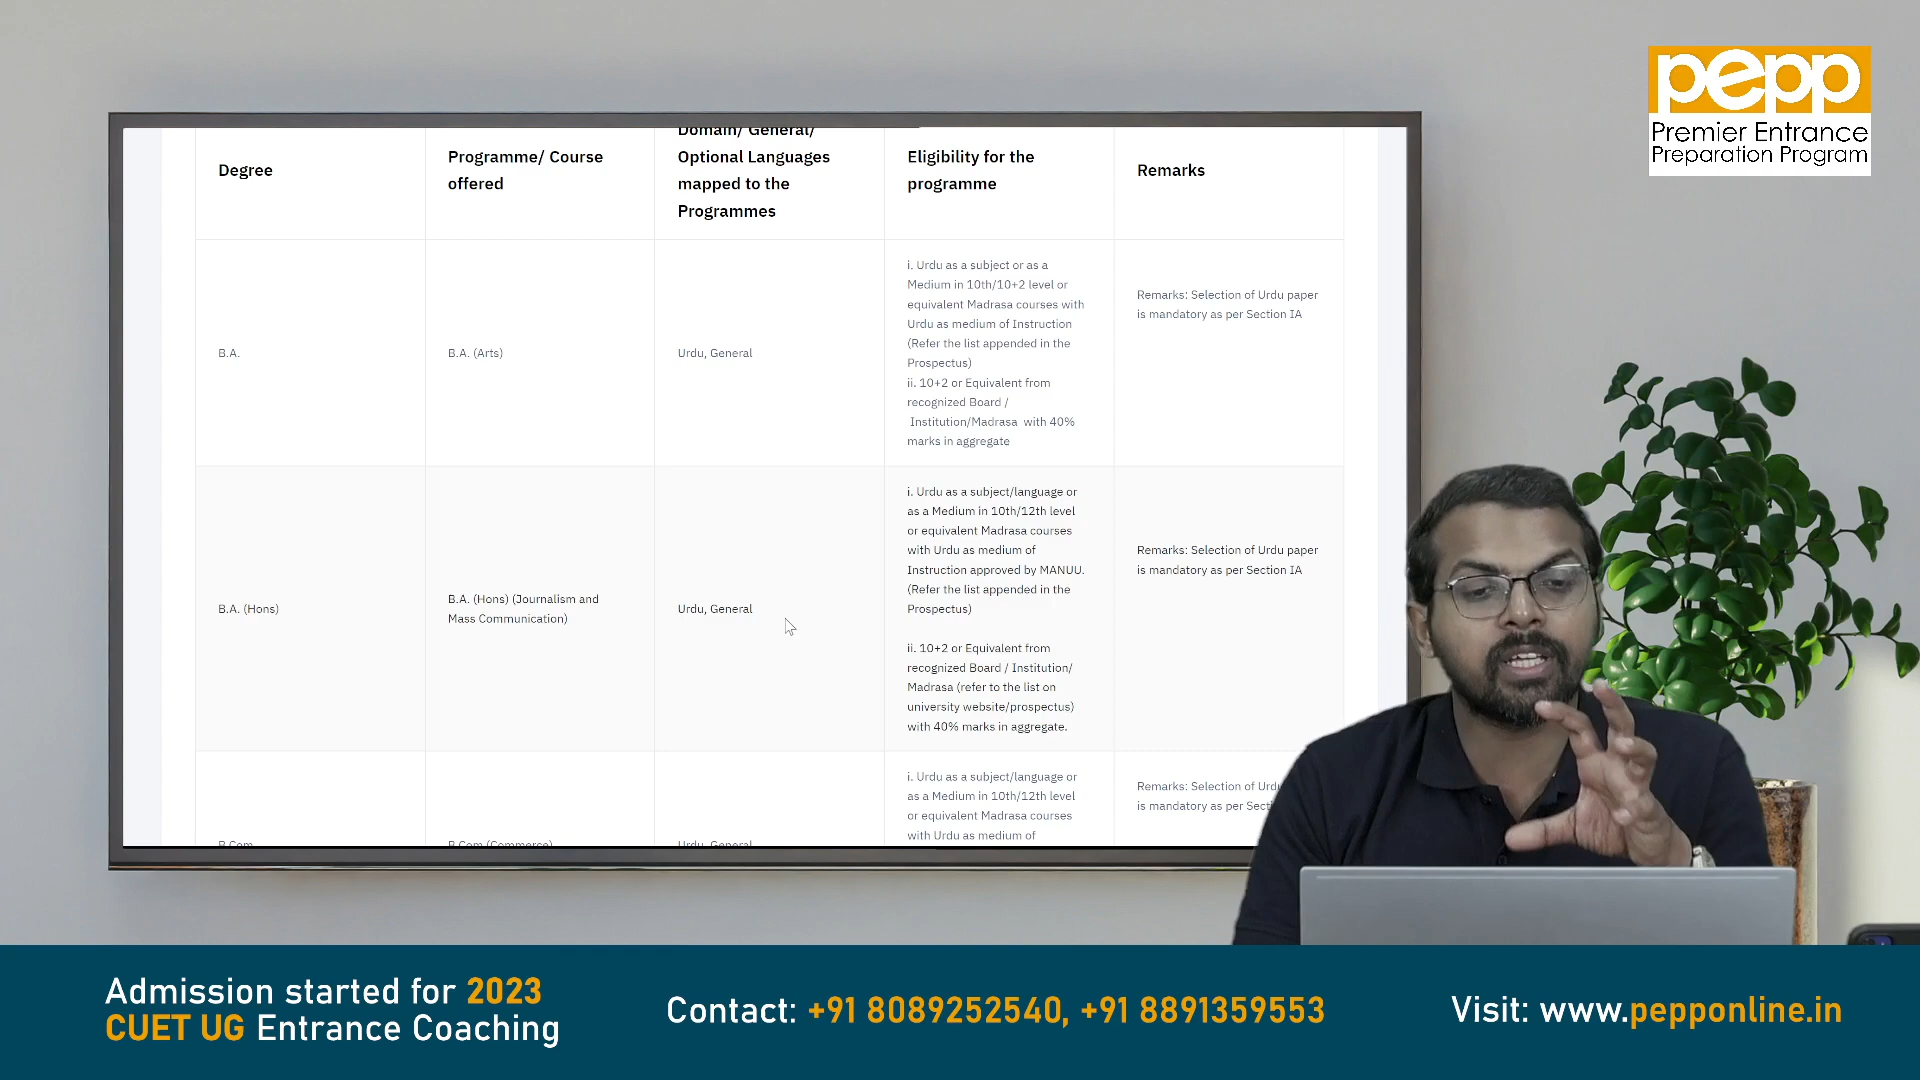 pepp
Premier Entrance
Preparation Program
Degree
Programme/ Course
offered
Domain/ General/
Optional Languages
mapped to the
Programmes
Eligibility for the
programme
Remarks
B.A.
B.A. (Arts)
Urdu, General
i. Urdu as a subject or as a
Medium in 10th/10+2 level or
equivalent Madrasa courses with
Urdu as medium of Instruction
(Refer the list appended in the
Prospectus)
ii. 10+2 or Equivalent from
recognized Board /
Institution/Madrasa with 40%
marks in aggregate
Remarks: Selection of Urdu paper
is mandatory as per Section IA
B.A. (Hons)
B.A. (Hons) (Journalism and
Mass Communication)
Urdu, General
i. Urdu as a subject/language or
as a Medium in 10th/12th level
or equivalent Madrasa courses
with Urdu as medium of
Instruction approved by MANUU.
(Refer the list appended in the
Prospectus)
ii. 10+2 or Equivalent from
recognized Board / Institution/
Madrasa (refer to the list on
university website/prospectus)
with 40% marks in aggregate.
Remarks: Selection of Urdu paper
is mandatory as per Section IA
B.Com
B.Com (Commerce)
Urdu, General
i. Urdu as a subject/language or
as a Medium in 10th/12th level
or equivalent Madrasa courses
with Urdu as medium of
Remarks: Selection of
is mandatory as per
Admission started for 2023
CUET UG Entrance Coaching
Contact: +91 8089252540, +91 8891359553
Visit: www.pepponline.in